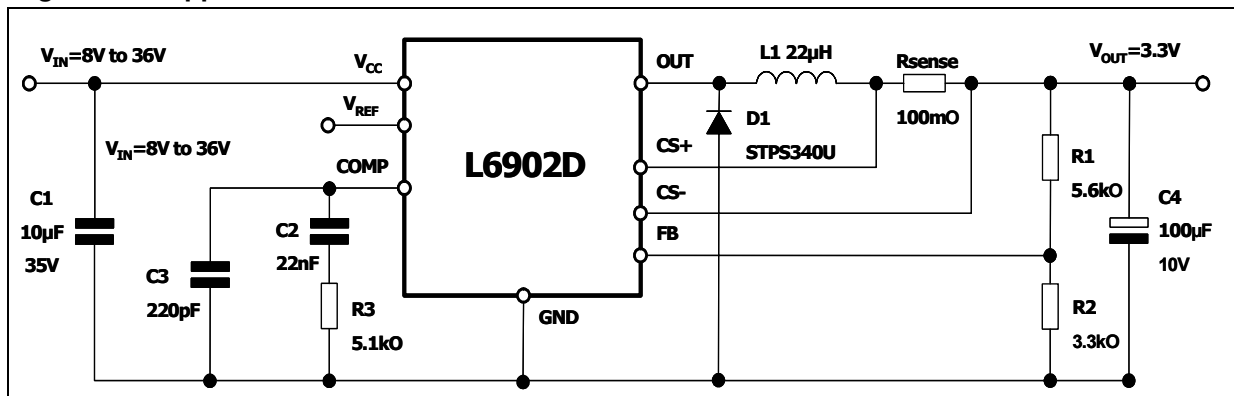 V_IN=8V to 36V
V_CC
V_REF
V_IN=8V to 36V
COMP
C1
10µF
35V
C3
220pF
C2
22nF
R3
5.1kO
L6902D
GND
OUT
L1 22µH
Rsense
100mO
V_OUT=3.3V
D1
STPS340U
CS+
CS-
FB
R1
5.6kO
C4
100µF
10V
R2
3.3kO